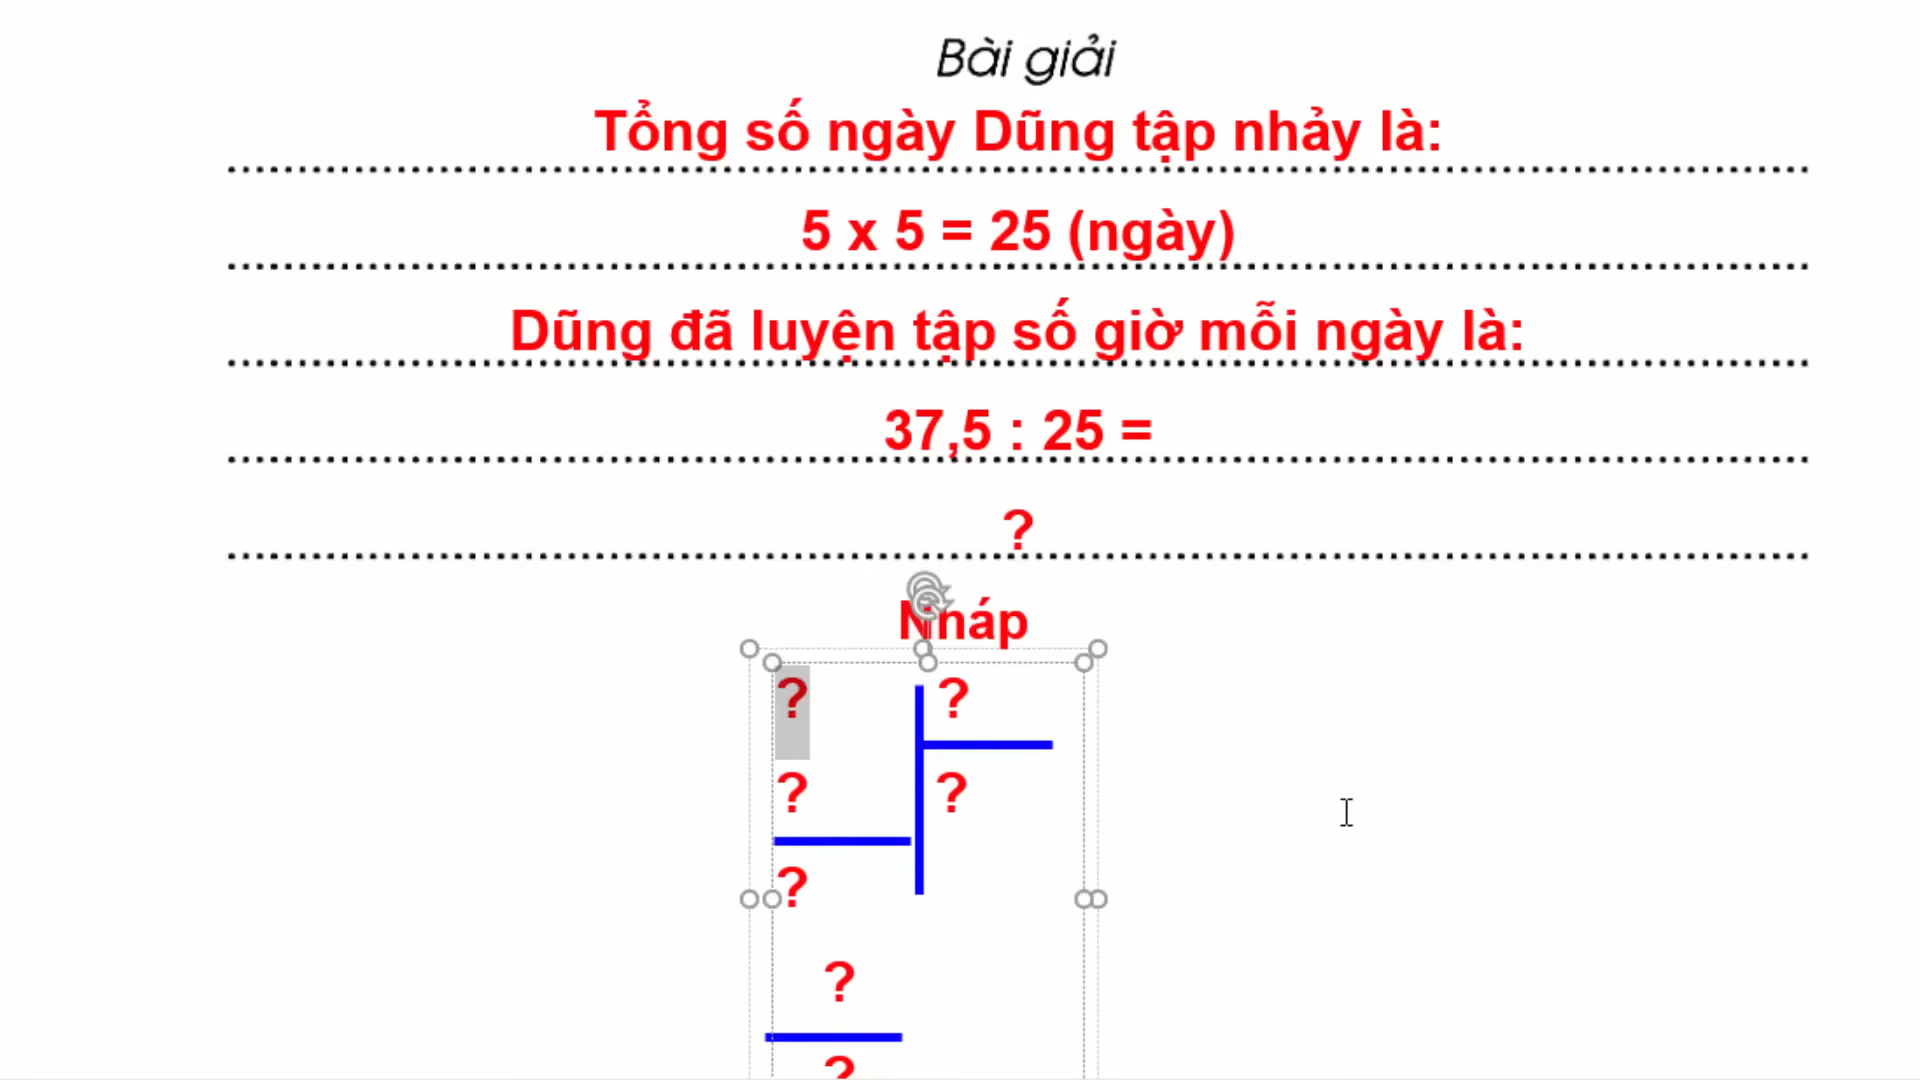 Bài giải
Tổng số ngày Dũng tập nhảy là:
5 x 5 = 25 (ngày)
Dũng đã luyện tập số giờ mỗi ngày là:
37,5 : 25 =
?
Nháp
? ?
? ?
?
?
?